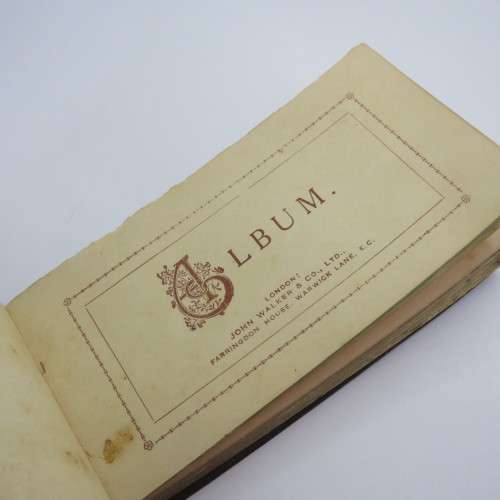 ALBUM.
LONDON:
JOHN WALKER & CO., LTD.,
FARRINGDON HOUSE, WARWICK LANE, E.C.